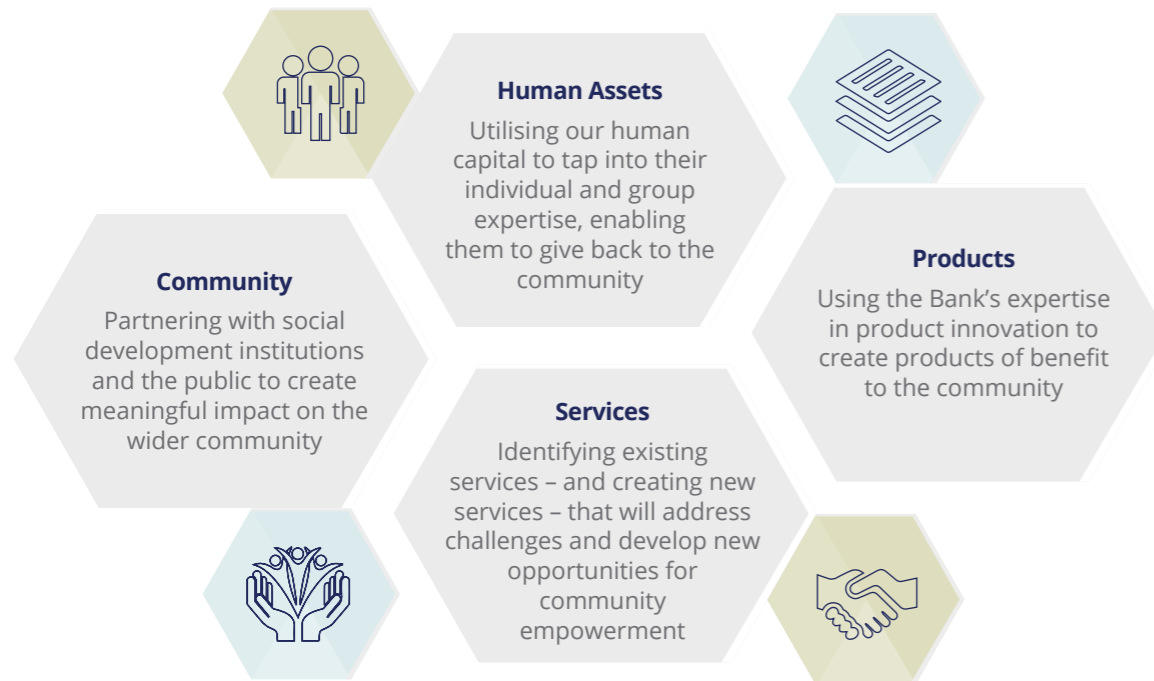 Human Assets
Utilising our human
capital to tap into their
individual and group
expertise, enabling
them to give back to the
community
Community
Partnering with social
development institutions
and the public to create
meaningful impact on the
wider community
Products
Using the Bank’s expertise
in product innovation to
create products of benefit
to the community
Services
Identifying existing
services – and creating new
services – that will address
challenges and develop new
opportunities for
community
empowerment